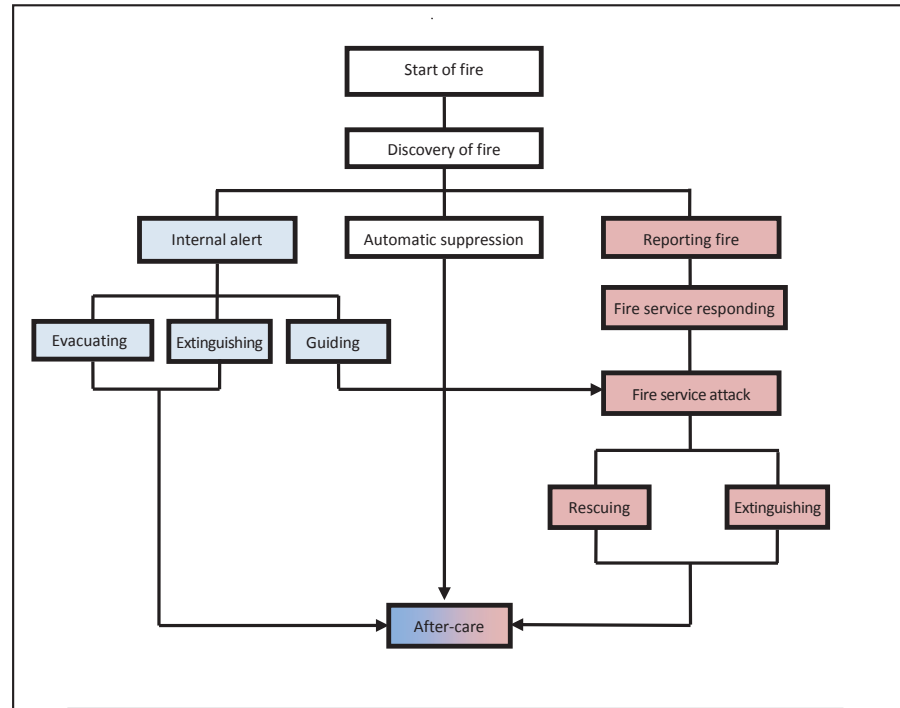 Start of fire
Discovery of fire
Internal alert
Automatic suppression
Reporting fire
Fire service responding
Evacuating
Extinguishing
Guiding
Fire service attack
Rescuing
Extinguishing
After-care